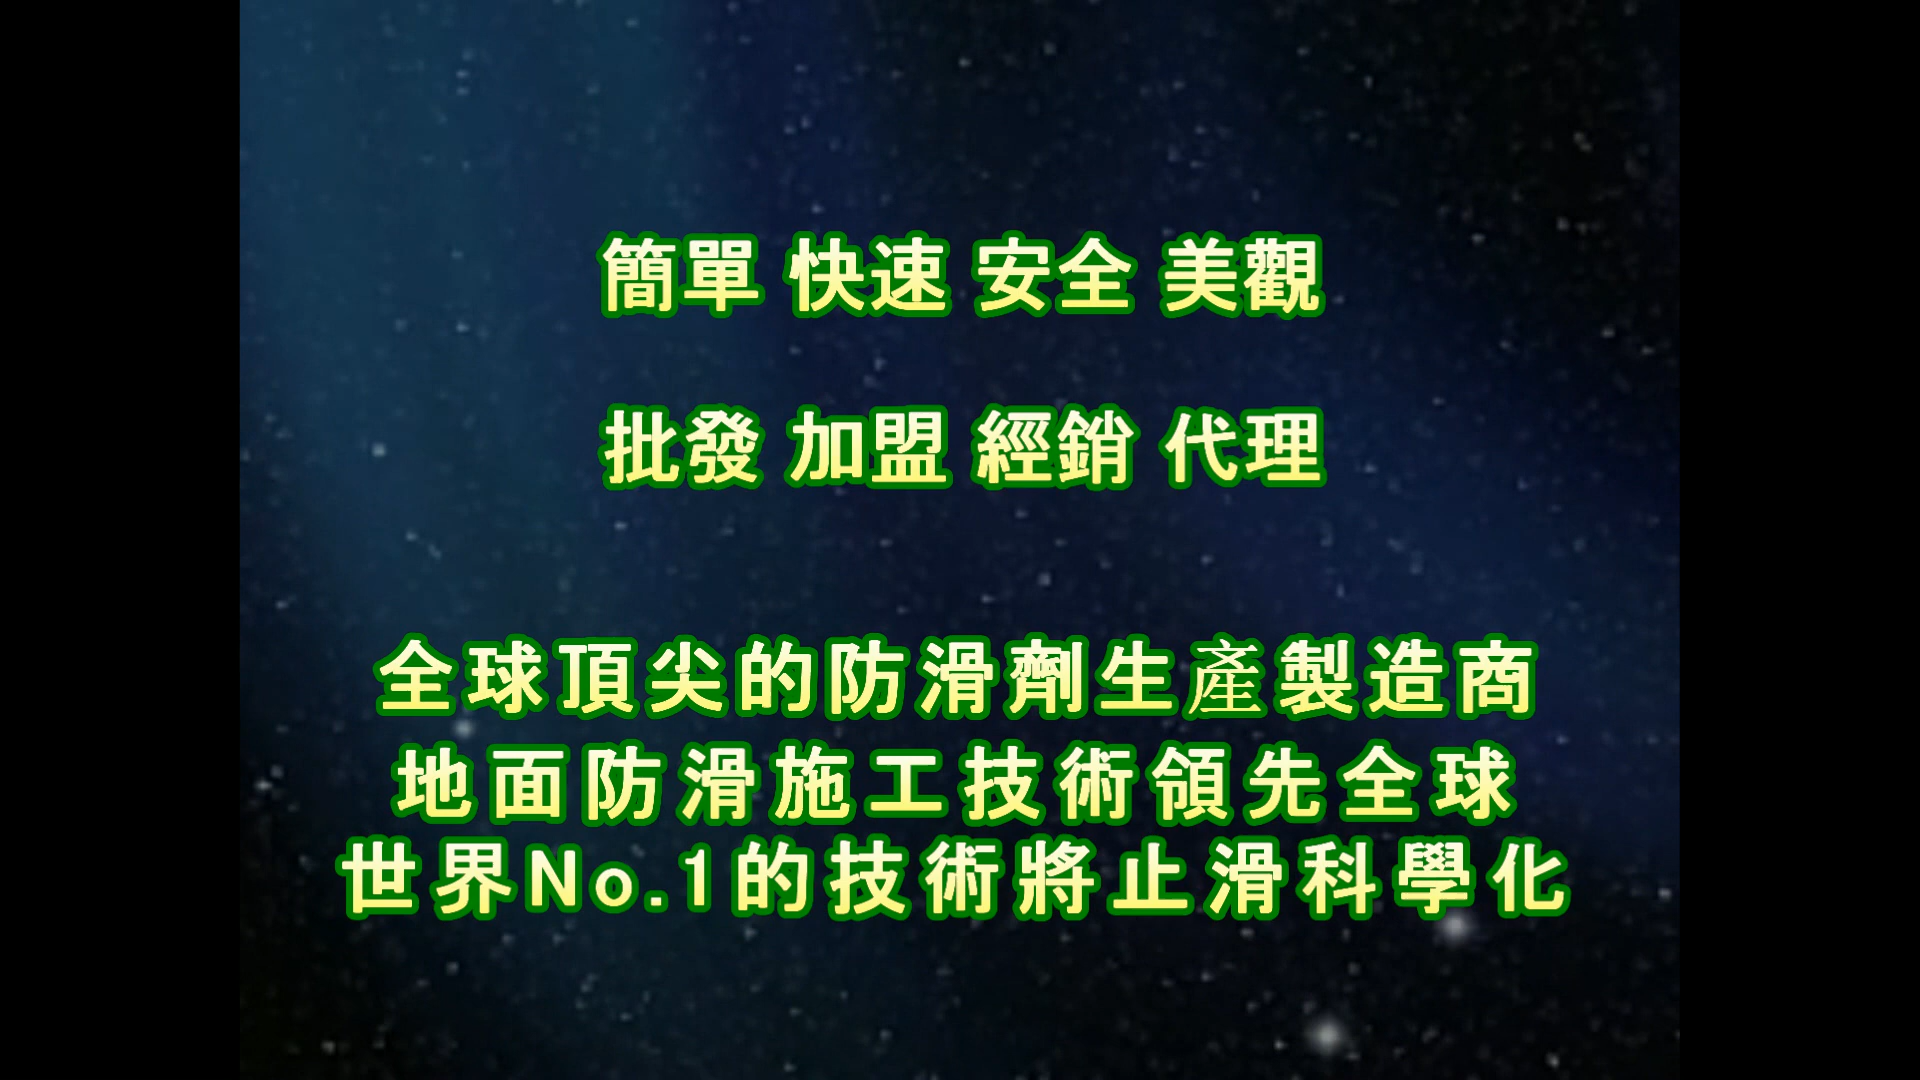 簡單 快速 安全 美觀
批發 加盟 經銷 代理
全球頂尖的防滑劑生產製造商
地面防滑施工技術領先全球
世界No.1的技術將止滑科學化